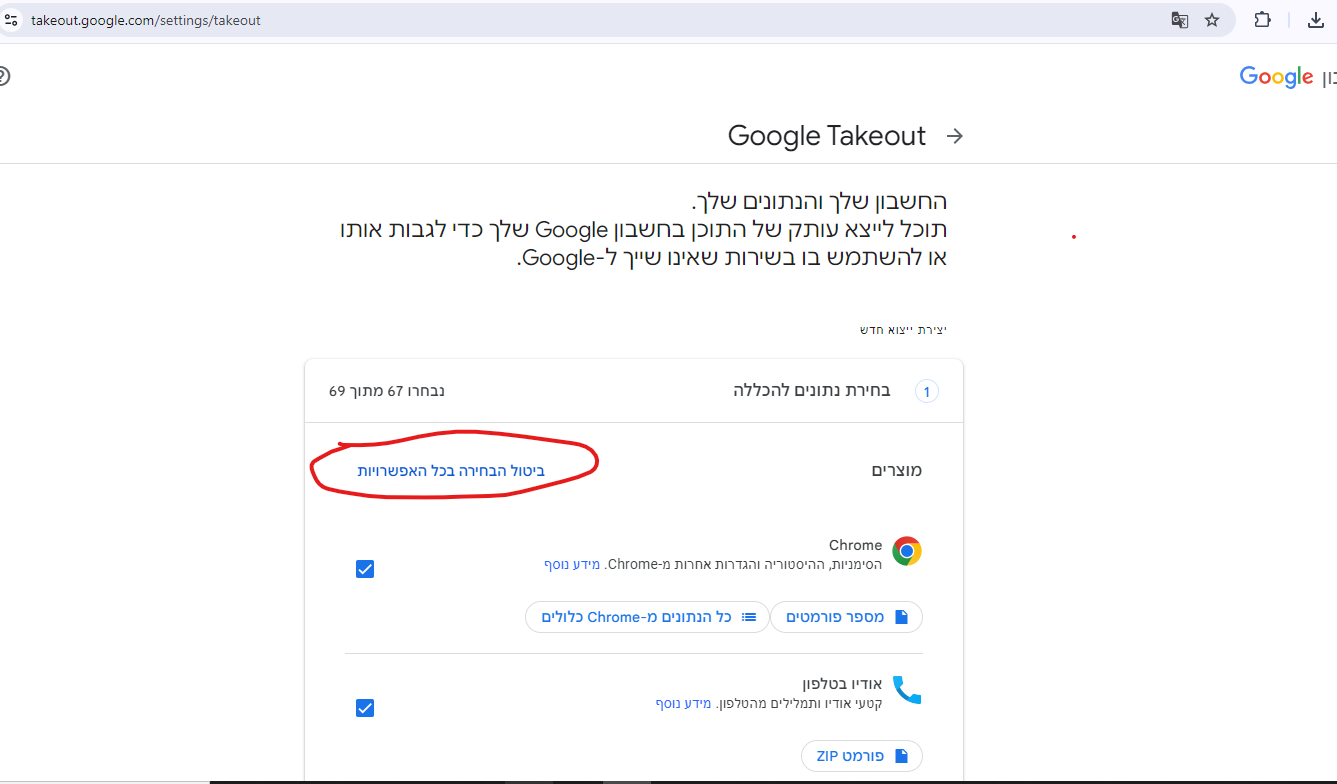 takeout.google.com/settings/takeout
Google
Google Takeout
החשבון שלך והנתונים שלך.
תוכל לייצא עותק של התוכן בחשבון Google שלך כדי לגבות אותו
או להשתמש בו בשירות שאינו שייך ל-Google.
יצירת ייצוא חדש
1 בחירת נתונים להכללה נבחרו 67 מתוך 69
מוצרים ביטול הבחירה בכל האפשרויות
Chrome
הסימניות, ההיסטוריה והגדרות אחרות מ-Chrome. מידע נוסף
מספר פורמטים כל הנתונים מ-Chrome כלולים
אודיו בטלפון
קטעי אודיו ותמלילים מהטלפון. מידע נוסף
פורמט ZIP